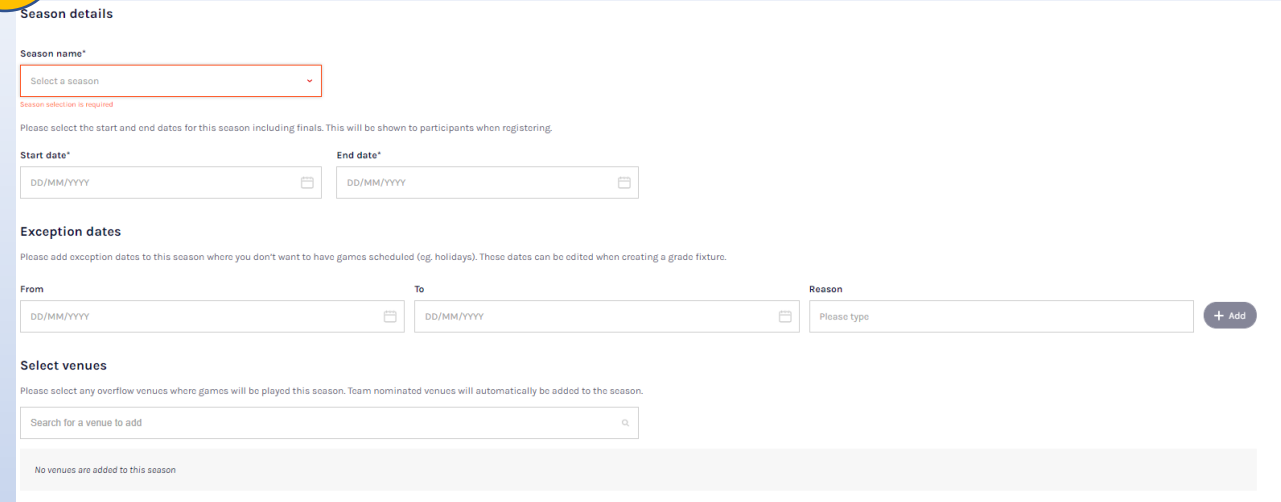 Season details
Season name*
Select a season
Season selection is required
Please select the start and end dates for this season including finals. This will be shown to participants when registering.
Start date*
End date*
DD/MM/YYYY
DD/MM/YYYY
Exception dates
Please add exception dates to this season where you don't want to have games scheduled (eg. holidays). These dates can be edited when creating a grade fixture.
From
To
Reason
DD/MM/YYYY
DD/MM/YYYY
Please type
+ Add
Select venues
Please select any overflow venues where games will be played this season. Team nominated venues will automatically be added to the season.
Search for a venue to add
No venues are added to this season